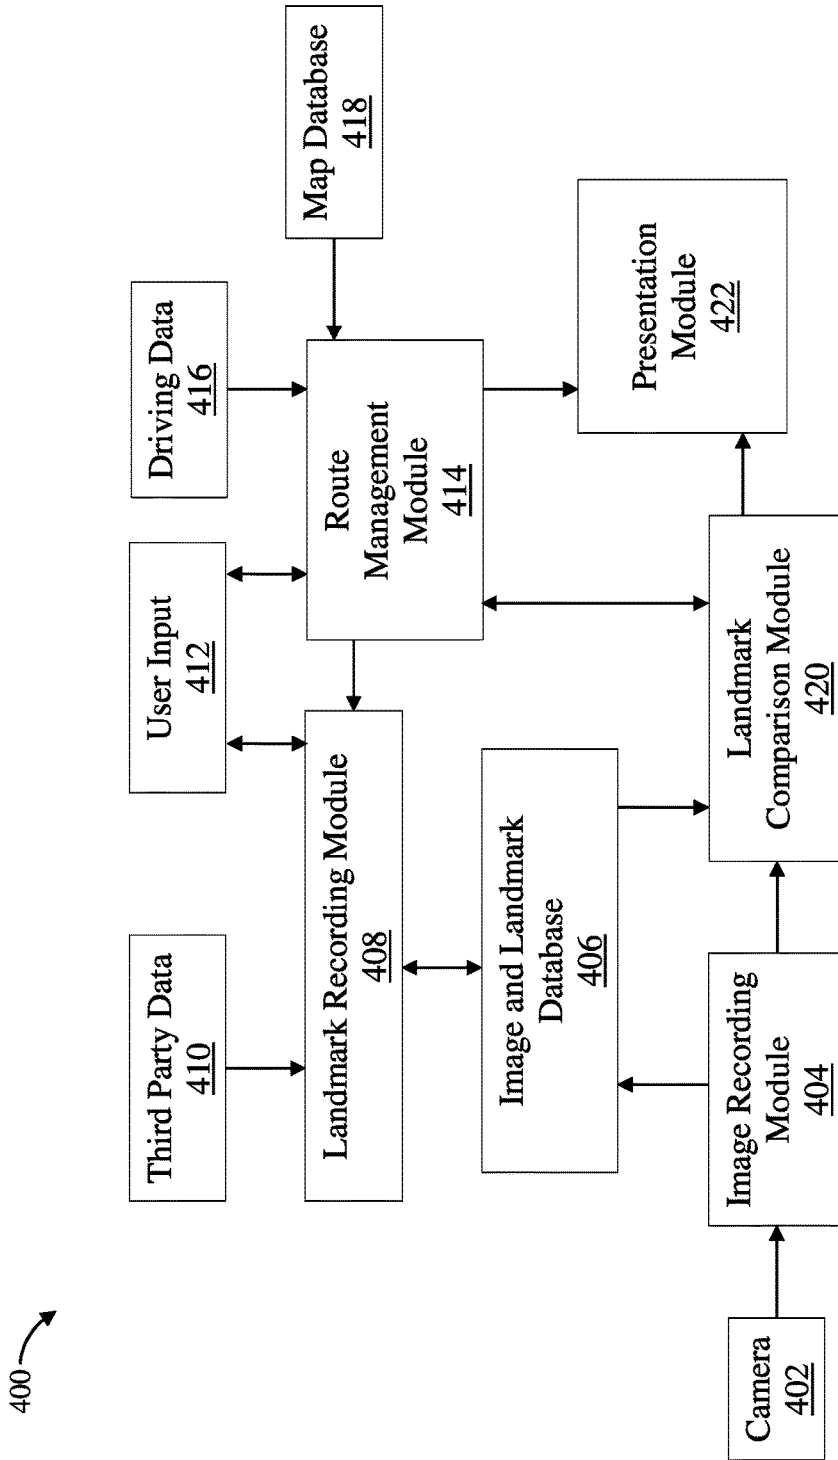 400
Third Party Data
410
User Input
412
Driving Data
416
Landmark Recording Module
408
Route
Management
Module
414
Map Database
418
Image and Landmark
Database
406
Camera
402
Image Recording
Module
404
Landmark
Comparison Module
420
Presentation
Module
422